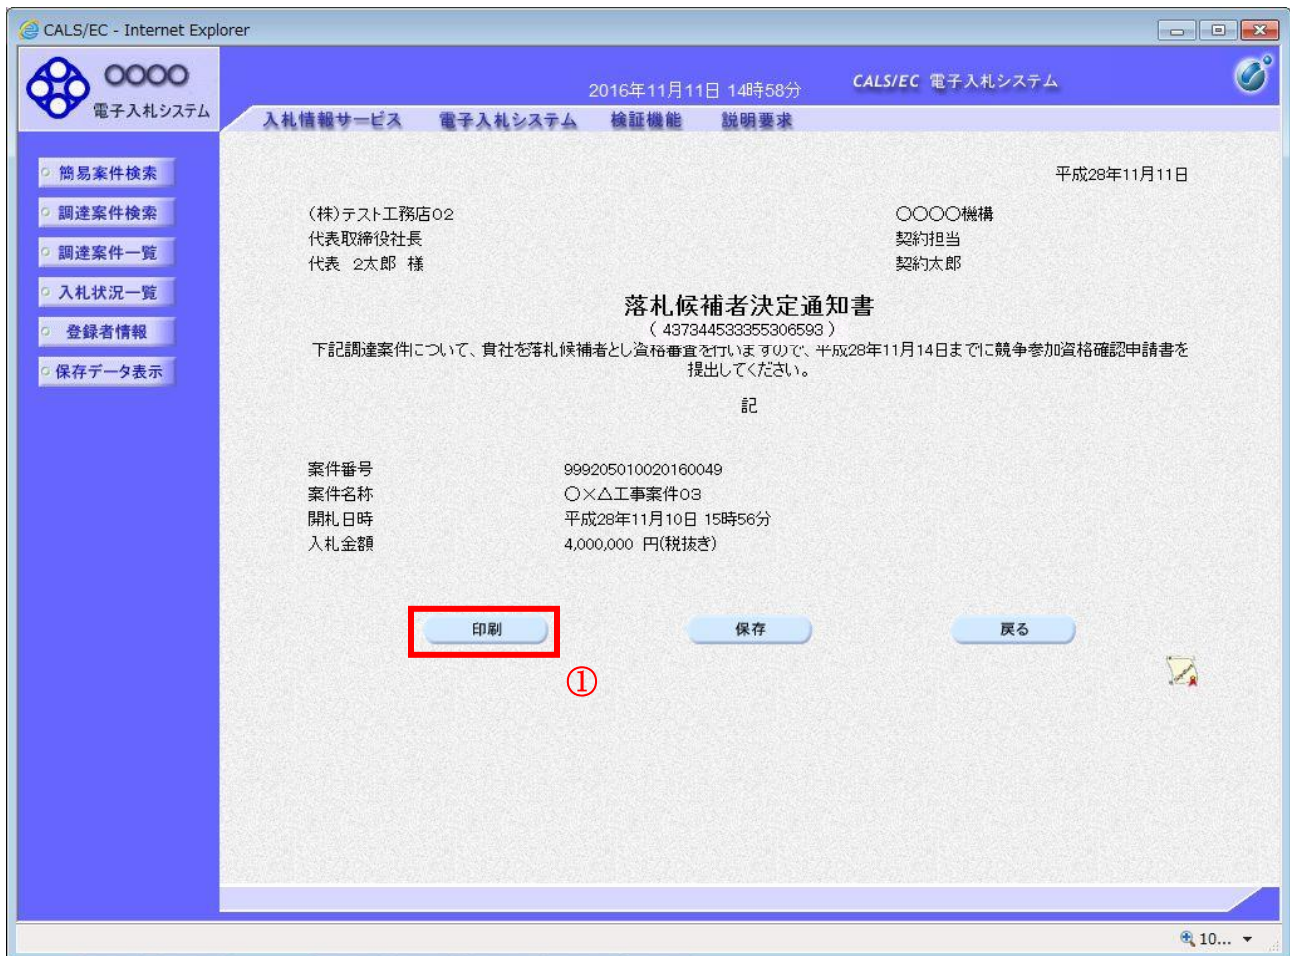 CALS/EC - Internet Explorer
〇〇〇〇
電子入札システム
2016年11月11日 14時58分
CALS/EC 電子入札システム
入札情報サービス 電子入札システム 検証機能 説明要求
簡易案件検索
調達案件検索
調達案件一覧
入札状況一覧
登録者情報
保存データ表示
平成28年11月11日
(株)テスト工務店02
代表取締役社長
代表 2太郎 様
〇〇〇〇機構
契約担当
契約太郎
落札候補者決定通知書
( 437344533355306593 )
下記調達案件について、貴社を落札候補者とし資格審査を行いますので、平成28年11月14日までに競争参加資格確認申請書を
提出してください。
記
案件番号 999205010020160049
案件名称 〇×△工事案件03
開札日時 平成28年11月10日 15時56分
入札金額 4,000,000 円(税抜き)
印刷 保存 戻る
①
10...